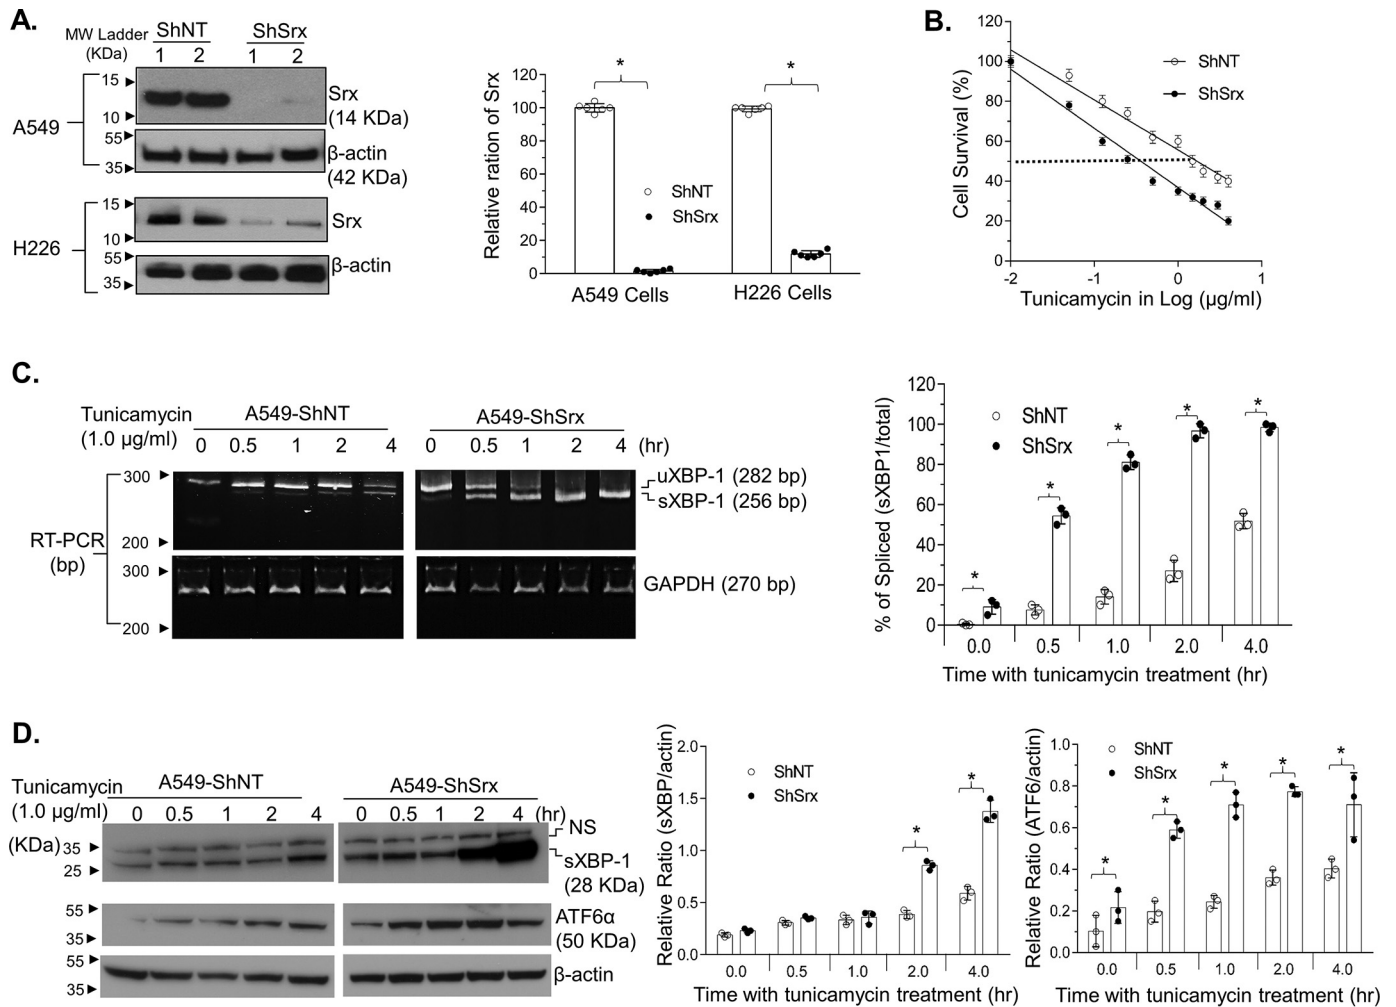 A.
MW Ladder
(KDa)
ShNT ShSrx
1 2 1 2
A549
15
10
Srx
(14 KDa)
55
35
β-actin
(42 KDa)
H226
15
10
Srx
55
35
β-actin
Relative ration of Srx
120
100
80
60
40
20
0
* *
ShNT
ShSrx
A549 Cells H226 Cells
B.
Cell Survival (%)
120
100
80
60
40
20
0
ShNT
ShSrx
-2 -1 0 1
Tunicamycin in Log (µg/ml)
C.
Tunicamycin
(1.0 µg/ml)
A549-ShNT A549-ShSrx
0 0.5 1 2 4 0 0.5 1 2 4 (hr)
RT-PCR
(bp)
300
200
uXBP-1 (282 bp)
sXBP-1 (256 bp)
300
200
GAPDH (270 bp)
% of Spliced (sXBP1/total)
120
100
80
60
40
20
0
ShNT
ShSrx
* * * * *
0.0 0.5 1.0 2.0 4.0
Time with tunicamycin treatment (hr)
D.
Tunicamycin
(1.0 µg/ml)
A549-ShNT A549-ShSrx
0 0.5 1 2 4 0 0.5 1 2 4 (hr)
(KDa)
35
25
NS
sXBP-1
(28 KDa)
55
35
ATF6α
(50 KDa)
55
35
β-actin
Relative Ratio (sXBP/actin)
2.0
1.5
1.0
0.5
0.0
ShNT
ShSrx
* *
0.0 0.5 1.0 2.0 4.0
Time with tunicamycin treatment (hr)
Relative Ratio (ATF6/actin)
1.0
0.8
0.6
0.4
0.2
0.0
ShNT
ShSrx
* * * * *
0.0 0.5 1.0 2.0 4.0
Time with tunicamycin treatment (hr)